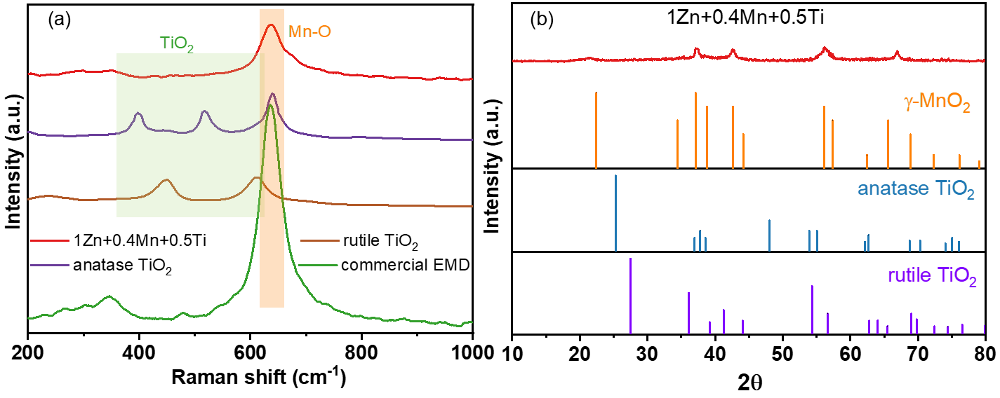 (a)
TiO₂
Mn-O
1Zn+0.4Mn+0.5Ti
rutile TiO₂
anatase TiO₂
commercial EMD
Intensity (a.u.)
200 400 600 800 1000
Raman shift (cm⁻¹)
(b)
1Zn+0.4Mn+0.5Ti
γ-MnO₂
anatase TiO₂
rutile TiO₂
Intensity (a.u.)
10 20 30 40 50 60 70 80
2θ